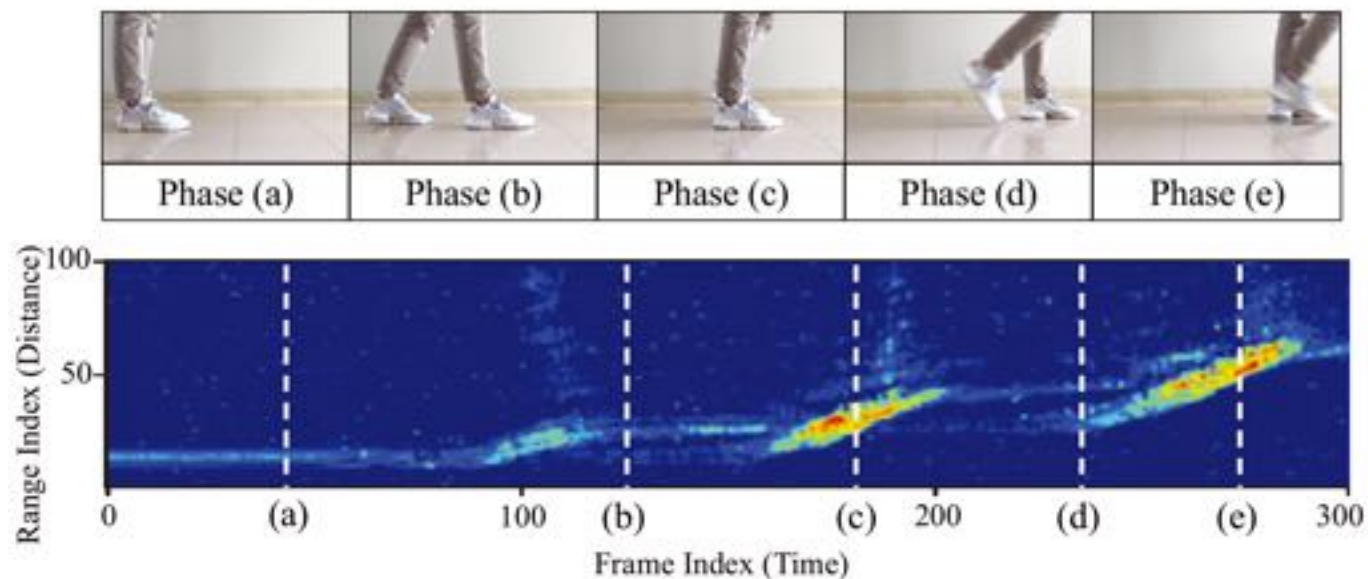 Phase (a) Phase (b) Phase (c) Phase (d) Phase (e)
Range Index (Distance)
100
50
0 (a) 100 (b) (c) 200 (d) (e) 300
Frame Index (Time)